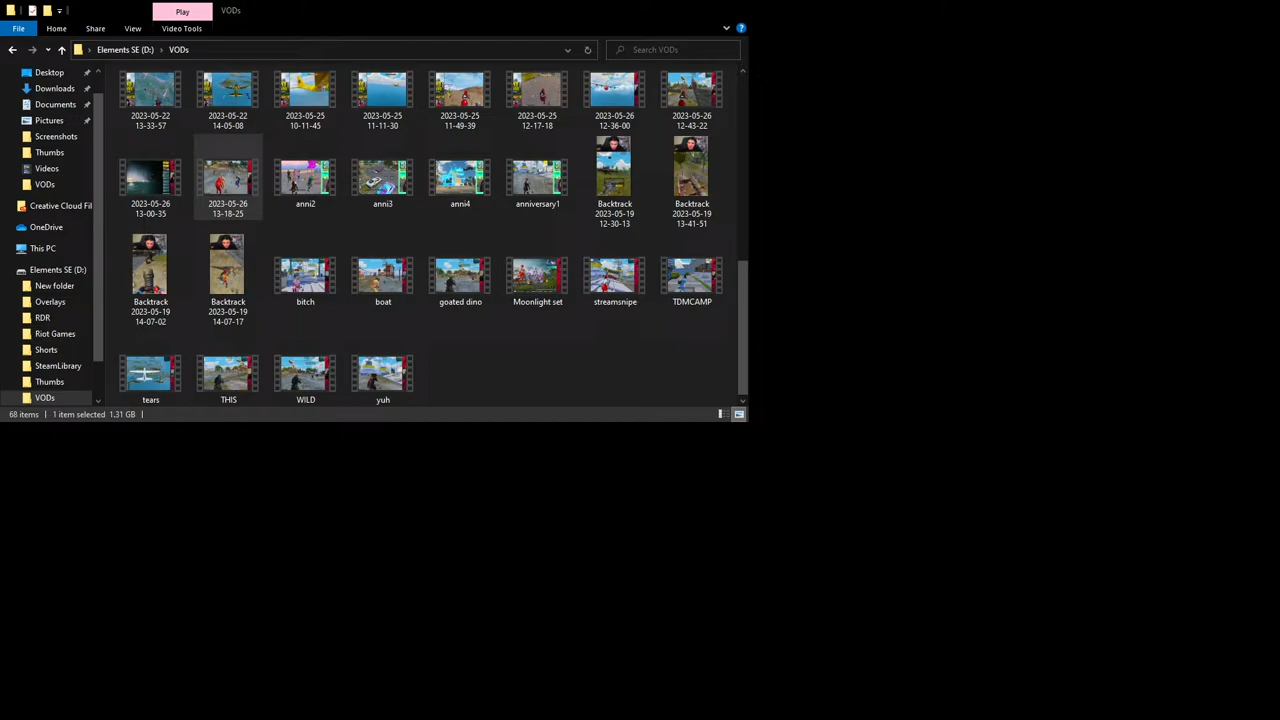 Play
VODs
File
Home
Share
View
Video Tools
Elements SE (D:)
VODs
Search VODs
Desktop
Downloads
Documents
Pictures
Screenshots
Thumbs
Videos
VODs
Creative Cloud Fil
OneDrive
This PC
Elements SE (D:)
New folder
Overlays
RDR
Riot Games
Shorts
SteamLibrary
Thumbs
VODs
2023-05-22
13-33-57
2023-05-22
14-05-08
2023-05-25
10-11-45
2023-05-25
11-11-30
2023-05-25
11-49-39
2023-05-25
12-17-18
2023-05-26
12-36-00
2023-05-26
12-43-22
2023-05-26
13-00-35
2023-05-26
13-18-25
anni2
anni3
anni4
anniversary1
Backtrack
2023-05-19
12-30-13
Backtrack
2023-05-19
13-41-51
Backtrack
2023-05-19
14-07-02
Backtrack
2023-05-19
14-07-17
bitch
boat
goated dino
Moonlight set
streamsnipe
TDMCAMP
tears
THIS
WILD
yuh
68 items
1 item selected 1.31 GB